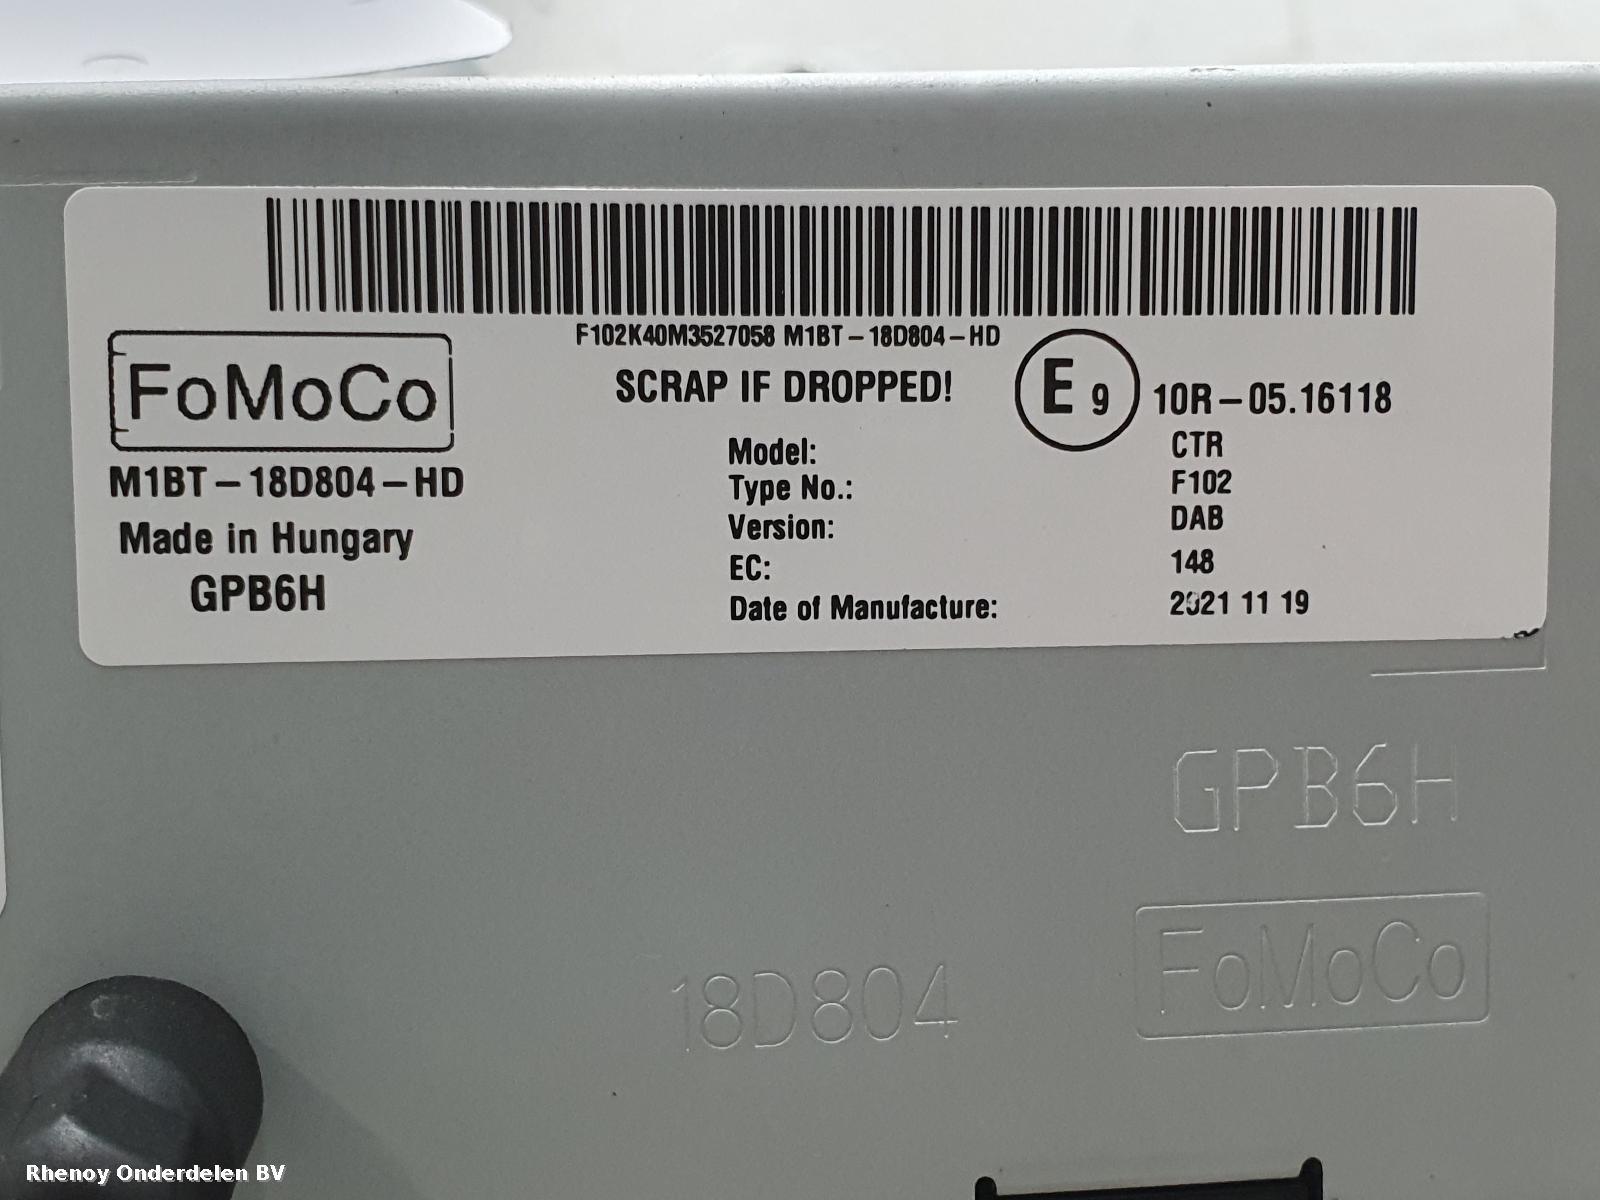 F102K40M3527058 M1BT-18D804-HD
FoMoCo
SCRAP IF DROPPED!
E 9
10R-05.16118
M1BT-18D804-HD
Made in Hungary
GPB6H
Model: CTR
Type No.: F102
Version: DAB
EC: 148
Date of Manufacture: 2021 11 19
GPB6H
FoMoCo
18D804
Rhenoy Onderdelen BV